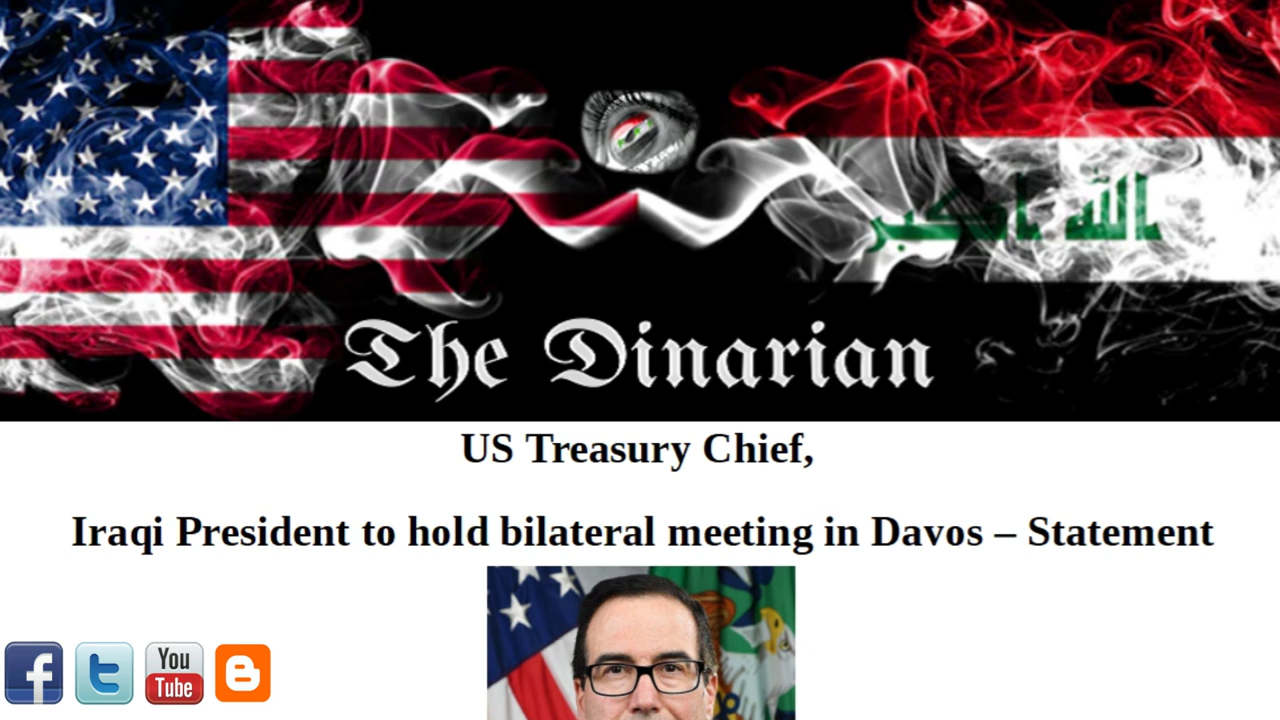 الله اكبر
The Dinarian
US Treasury Chief,
Iraqi President to hold bilateral meeting in Davos – Statement
f
t
You
Tube
B